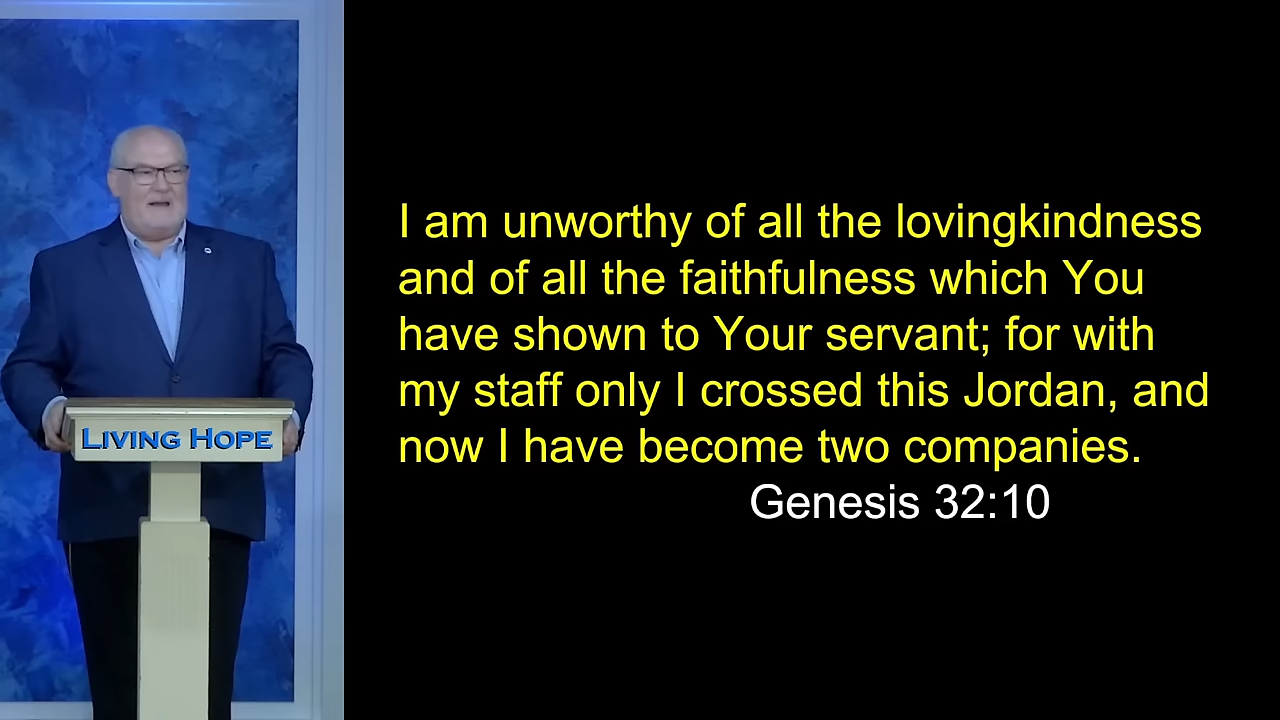 LIVING HOPE
I am unworthy of all the lovingkindness
and of all the faithfulness which You
have shown to Your servant; for with
my staff only I crossed this Jordan, and
now I have become two companies.
Genesis 32:10